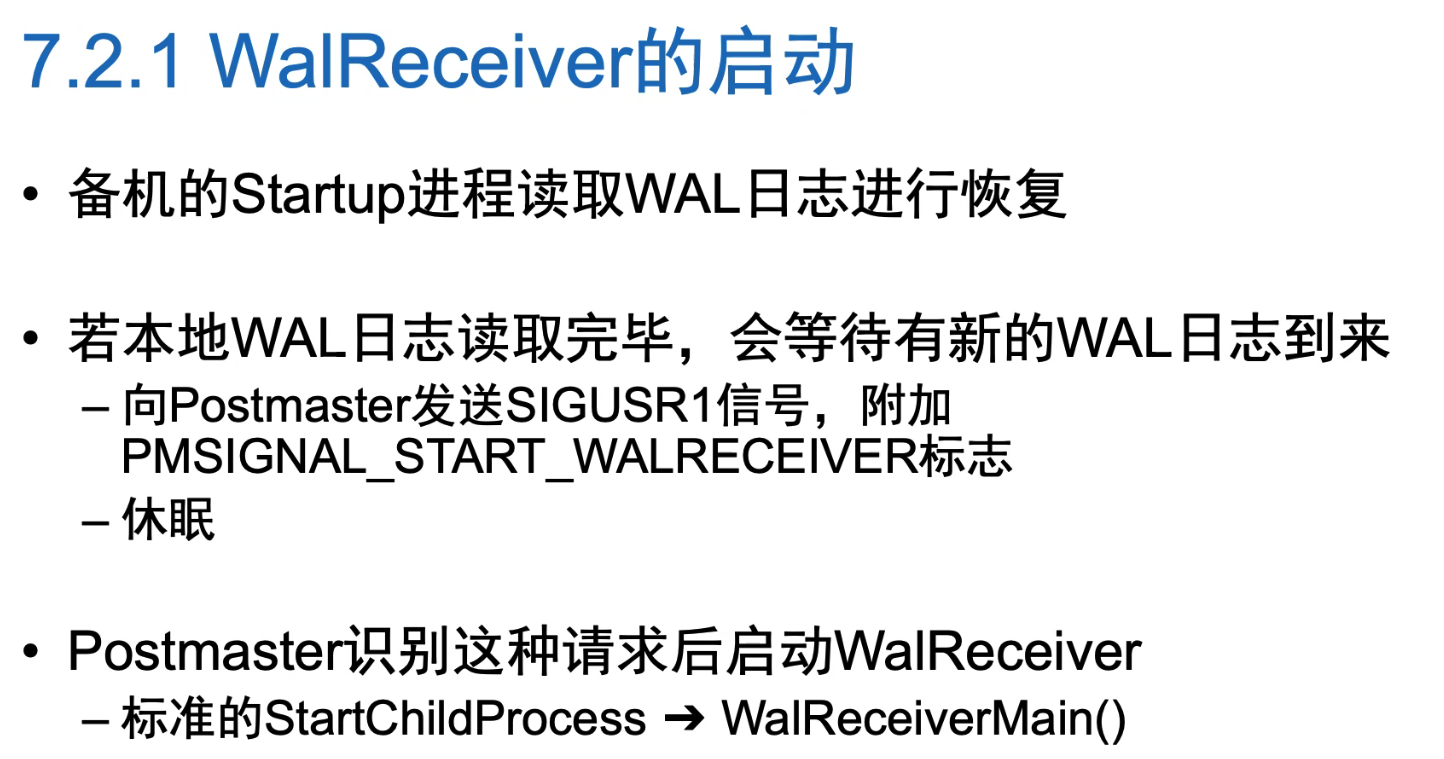 7.2.1 WalReceiver的启动
• 备机的Startup进程读取WAL日志进行恢复
• 若本地WAL日志读取完毕，会等待有新的WAL日志到来
– 向Postmaster发送SIGUSR1信号，附加
PMSIGNAL_START_WALRECEIVER标志
– 休眠
• Postmaster识别这种请求后启动WalReceiver
– 标准的StartChildProcess ➔ WalReceiverMain()